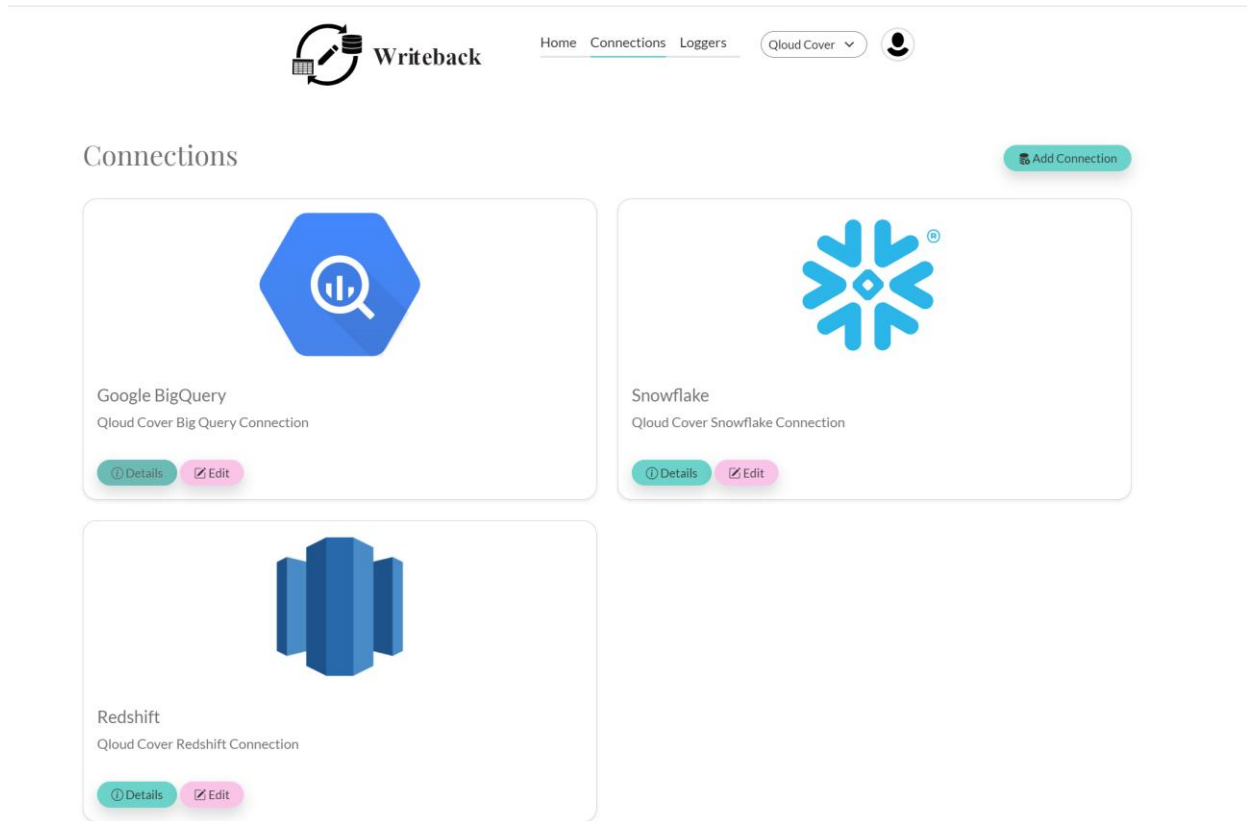 Writeback
Home Connections Loggers
Qloud Cover
Connections
Add Connection
Google BigQuery
Qloud Cover Big Query Connection
Details Edit
®
Snowflake
Qloud Cover Snowflake Connection
Details Edit
Redshift
Qloud Cover Redshift Connection
Details Edit